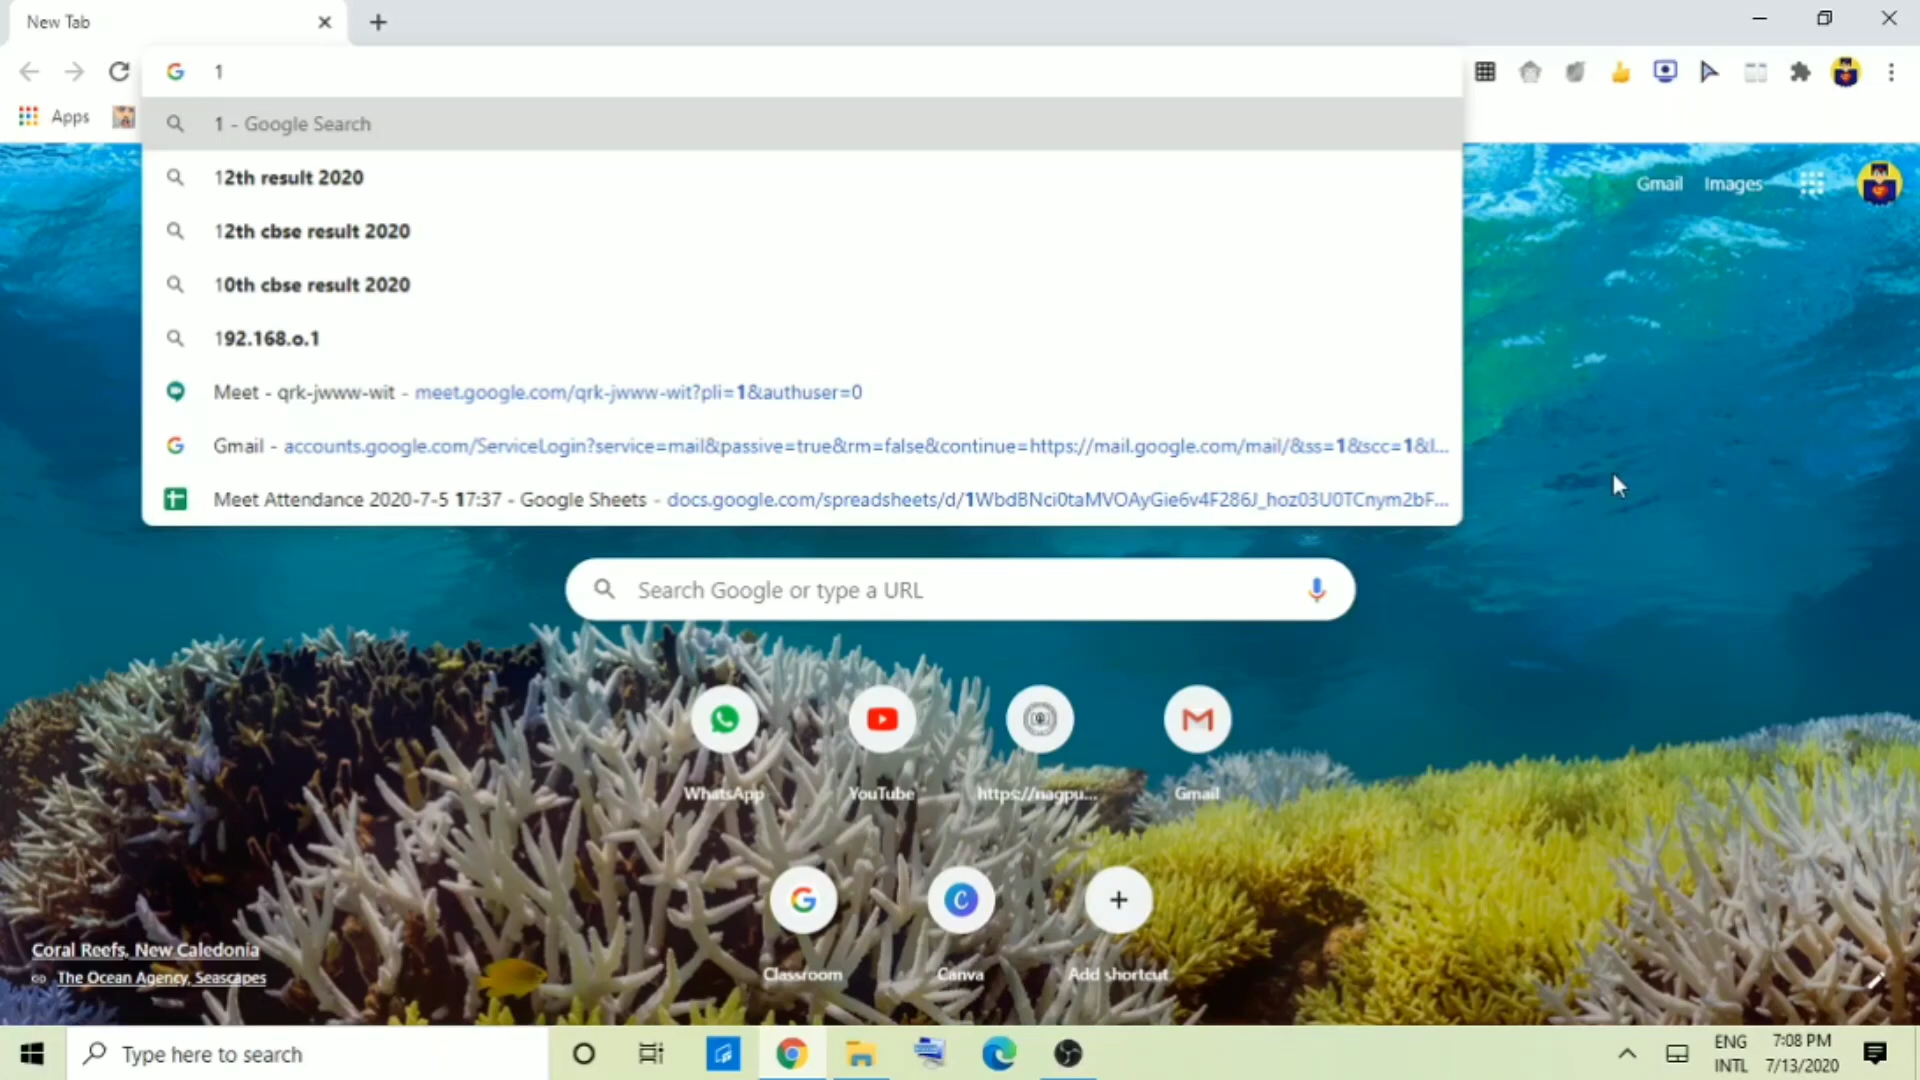 New Tab
1
Apps
1 - Google Search
12th result 2020
12th cbse result 2020
10th cbse result 2020
192.168.o.1
Meet - qrk-jwww-wit - meet.google.com/qrk-jwww-wit?pli=1&authuser=0
Gmail - accounts.google.com/ServiceLogin?service=mail&passive=true&rm=false&continue=https://mail.google.com/mail/&ss=1&scc=1&l...
Meet Attendance 2020-7-5 17:37 - Google Sheets - docs.google.com/spreadsheets/d/1WbdBNci0taMVOAyGie6v4F286J_hoz03U0TCnym2bF...
Gmail Images
Search Google or type a URL
WhatsApp YouTube https://nagpu... Gmail
Classroom Canva Add shortcut
Coral Reefs, New Caledonia
The Ocean Agency, Seascapes
Type here to search
ENG 7:08 PM
INTL 7/13/2020